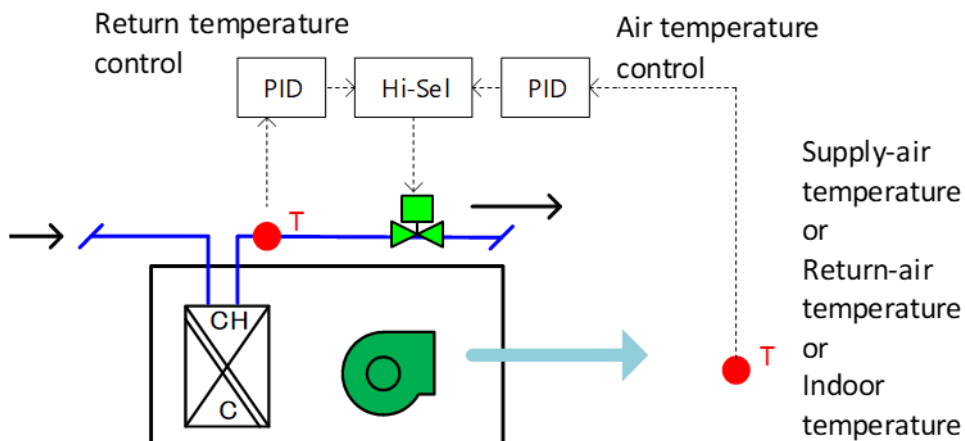 Return temperature
control
Air temperature
control
PID
Hi-Sel
PID
T
Supply-air
temperature
or
Return-air
temperature
or
Indoor
temperature
T
CH
C